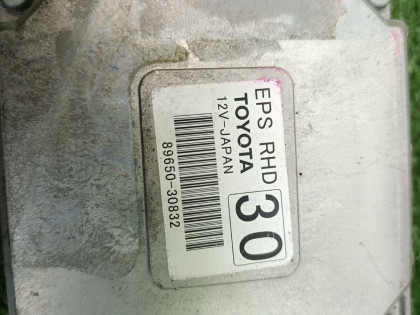 EPS RHD
TOYOTA
12V-JAPAN
30
89650-30832